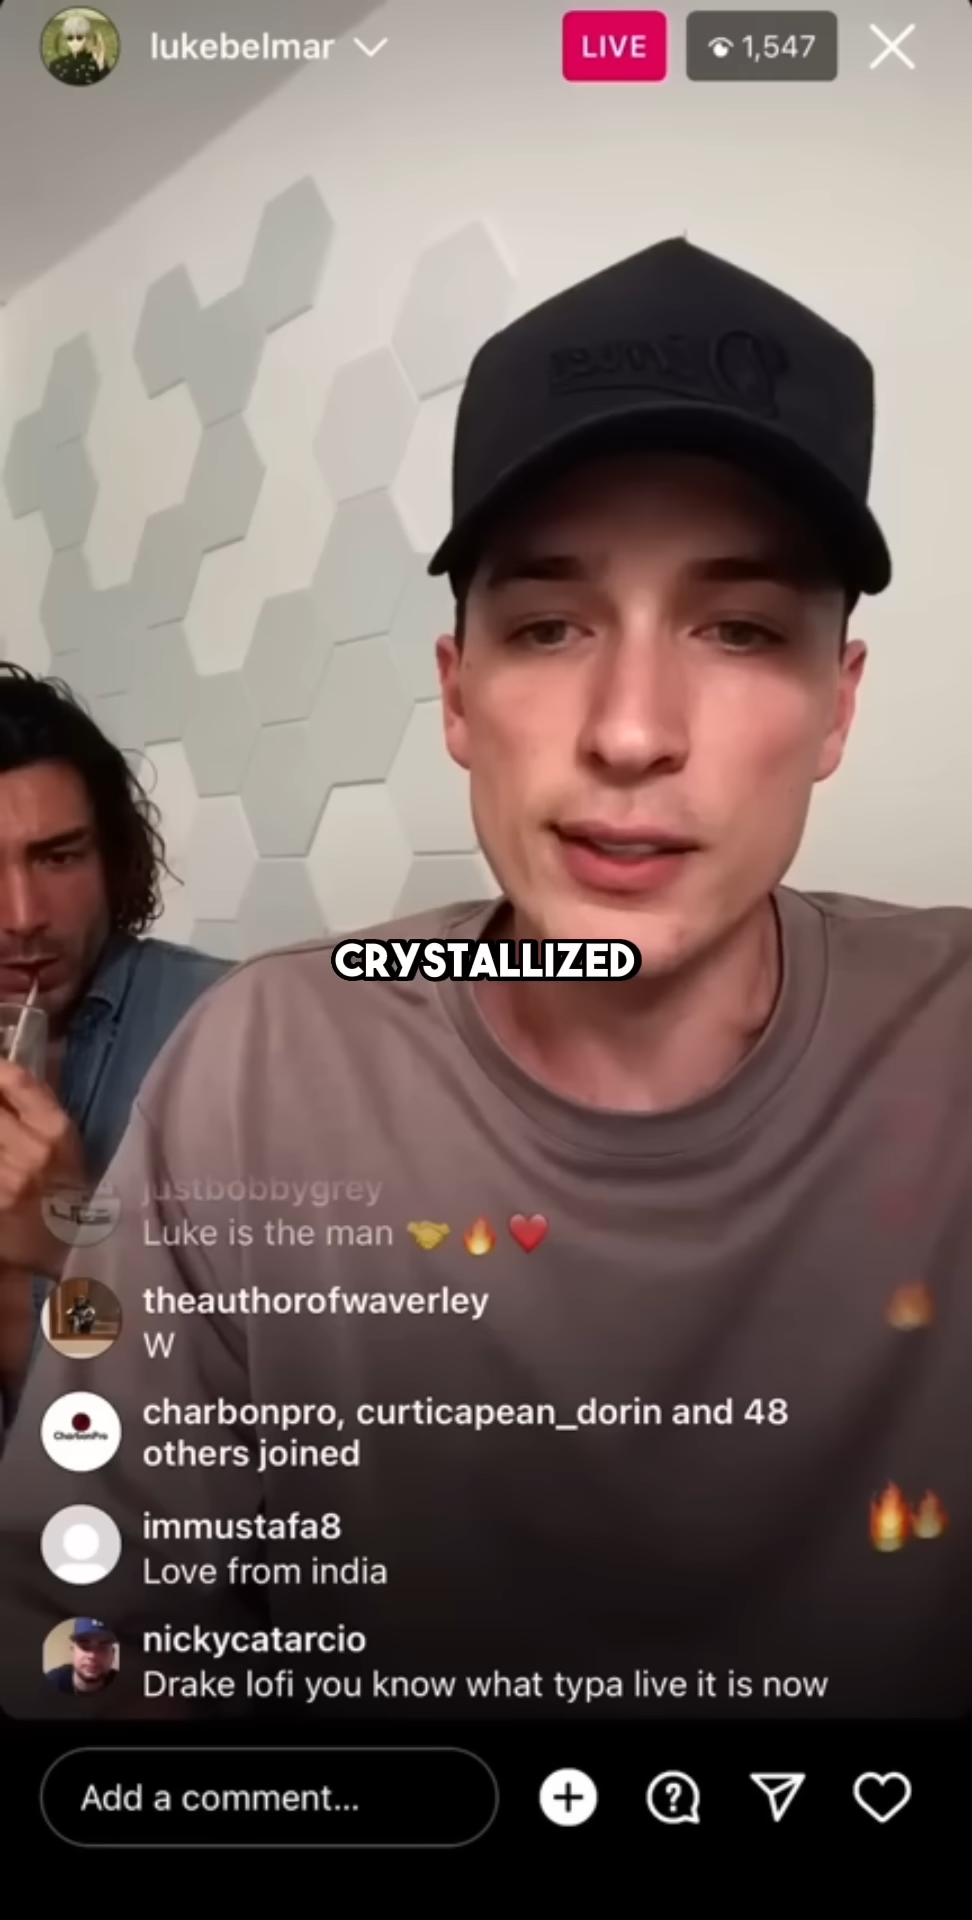 lukebelmar
LIVE
1,547
CRYSTALLIZED
justbobbygrey
Luke is the man 🤝 🔥 ❤️
theauthorofwaverley
W
charbonpro, curticapean_dorin and 48
others joined
CharbonPro
immustafa8
Love from india
nickycatarcio
Drake lofi you know what typa live it is now
Add a comment...